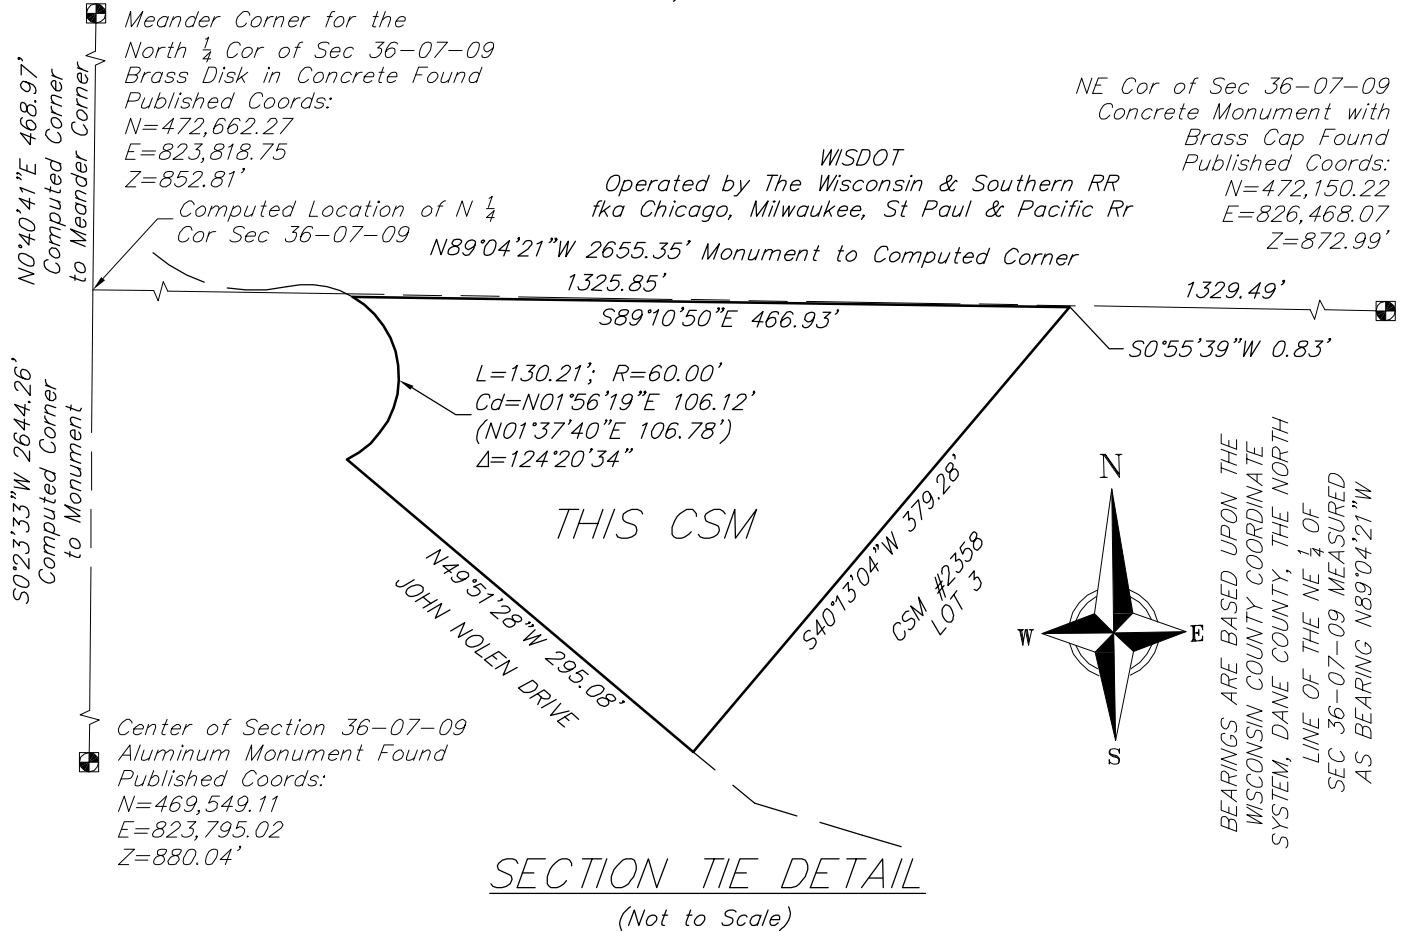 Meander Corner for the
North 1/4 Cor of Sec 36-07-09
Brass Disk in Concrete Found
Published Coords:
N=472,662.27
E=823,818.75
Z=852.81'
N0°40'41"E 468.97'
Computed Corner
to Meander Corner
NE Cor of Sec 36-07-09
Concrete Monument with
Brass Cap Found
Published Coords:
N=472,150.22
E=826,468.07
Z=872.99'
WISDOT
Operated by The Wisconsin & Southern RR
fka Chicago, Milwaukee, St Paul & Pacific Rr
Computed Location of N 1/4
Cor Sec 36-07-09
N89°04'21"W 2655.35' Monument to Computed Corner
1325.85'
1329.49'
S89°10'50"E 466.93'
S0°55'39"W 0.83'
L=130.21'; R=60.00'
Cd=N01°56'19"E 106.12'
(N01°37'40"E 106.78')
Δ=124°20'34"
S0°23'33"W 2644.26'
Computed Corner
to Monument
THIS CSM
N49°51'28"W 295.08'
JOHN NOLEN DRIVE
S40°13'04"W 379.28'
CSM #2358
LOT 3
N
W
E
S
BEARINGS ARE BASED UPON THE
WISCONSIN COUNTY COORDINATE
SYSTEM, DANE COUNTY, THE NORTH
LINE OF THE NE 1/4 OF
SEC 36-07-09 MEASURED
AS BEARING N89°04'21"W
Center of Section 36-07-09
Aluminum Monument Found
Published Coords:
N=469,549.11
E=823,795.02
Z=880.04'
SECTION TIE DETAIL
(Not to Scale)